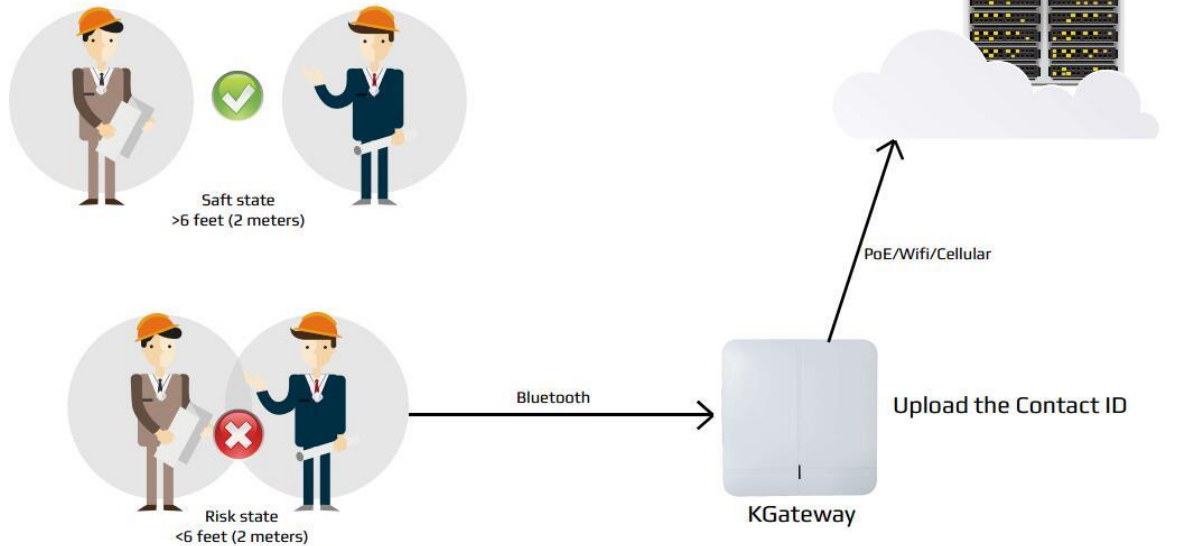 Saft state
>6 feet (2 meters)
PoE/Wifi/Cellular
Bluetooth
Upload the Contact ID
KGateway
Risk state
<6 feet (2 meters)